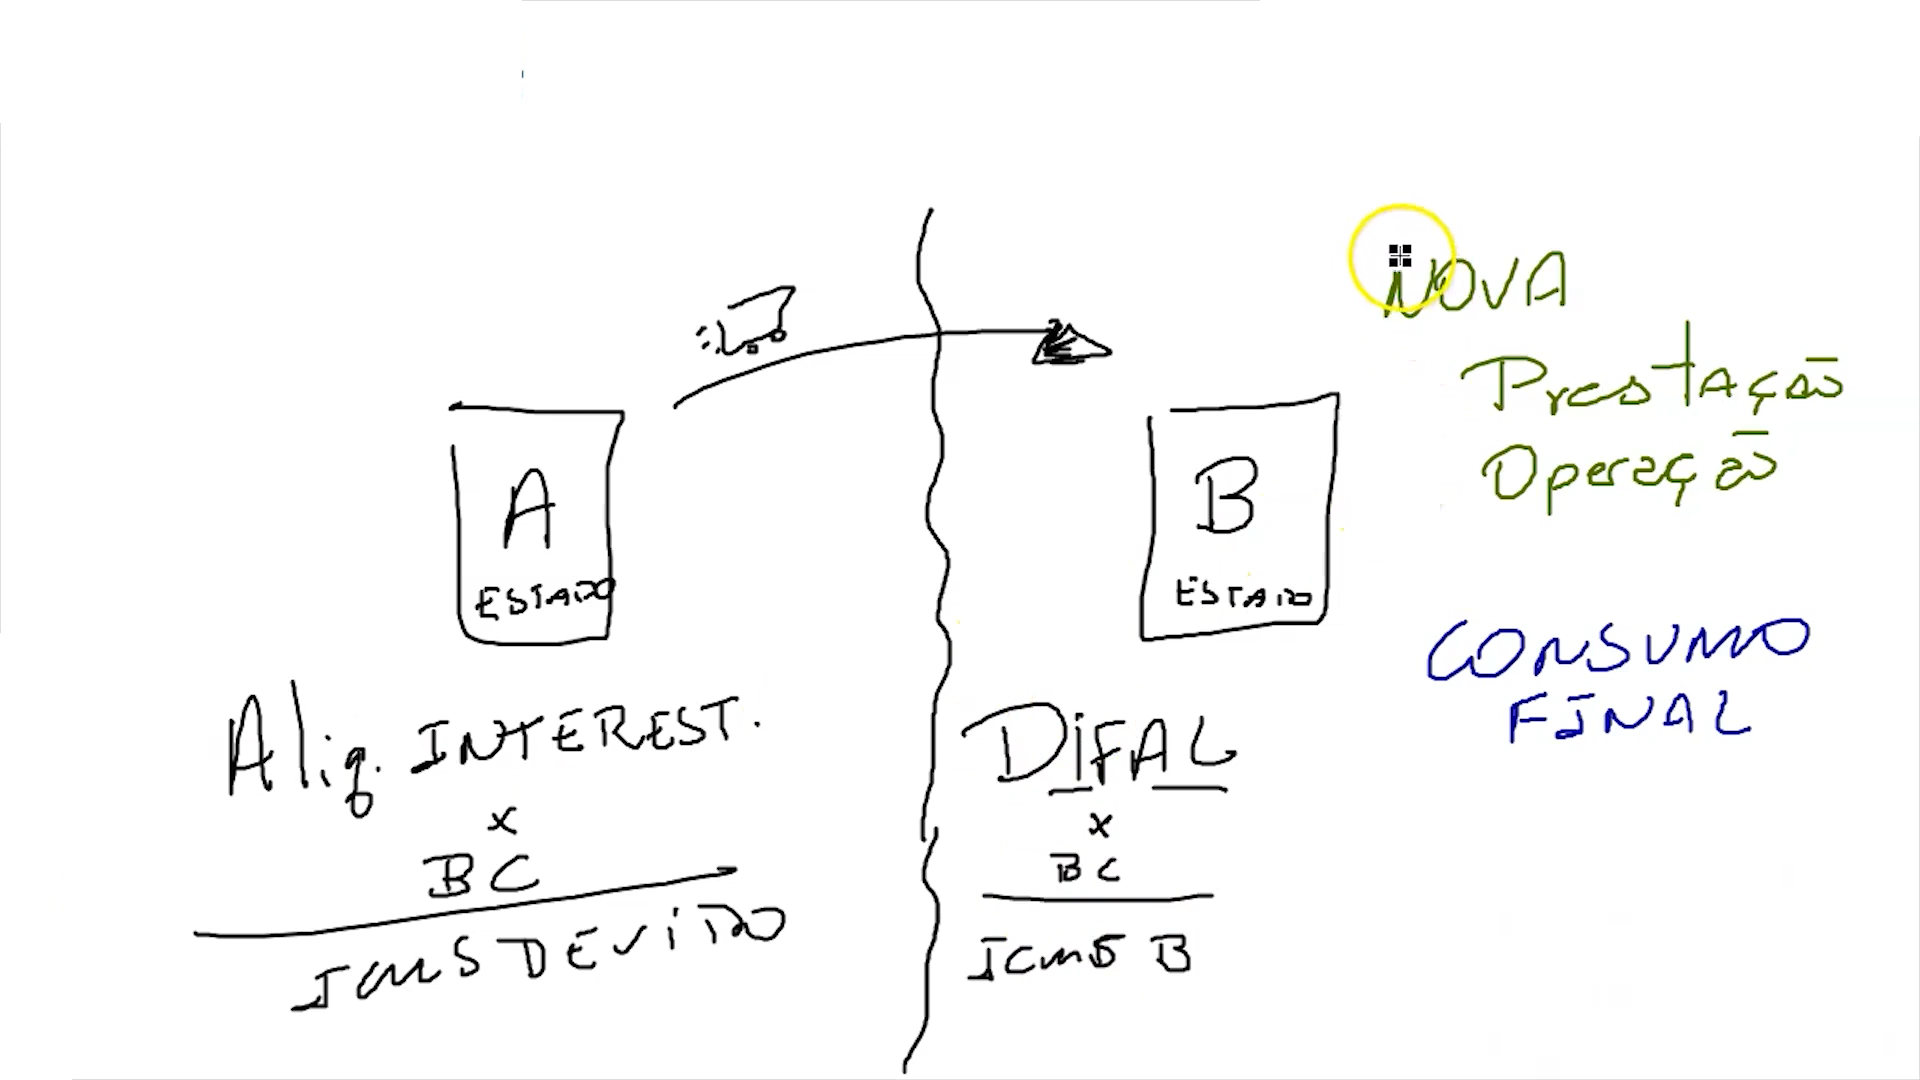 A
ESTADO
Aliq. INTEREST.
x
BC
ICMS DEVIDO
B
ESTADO
DiFAL
x
BC
ICMS B
NOVA
Prestação
Operação
CONSUMO
FINAL